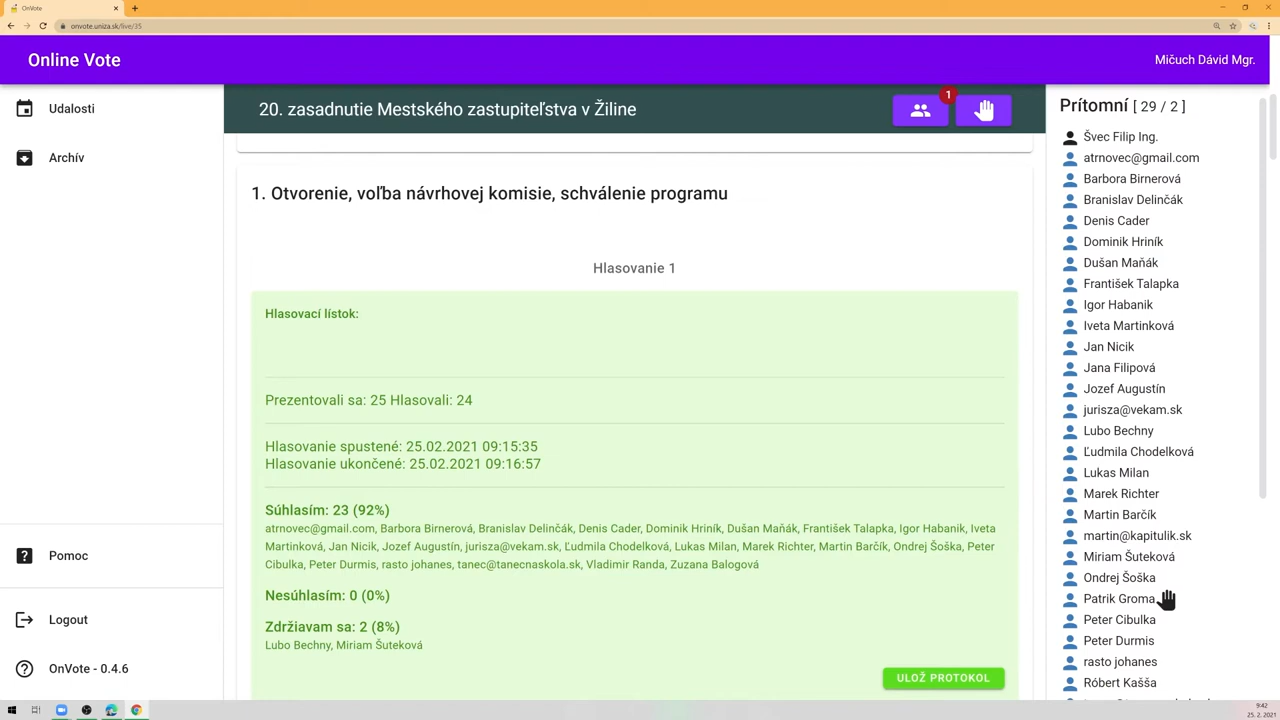 OnVote
onvote.uniza.sk/live/35
Online Vote
Mičuch Dávid Mgr.
Udalosti
Archív
Pomoc
Logout
OnVote - 0.4.6
20. zasadnutie Mestského zastupiteľstva v Žiline
1
1. Otvorenie, voľba návrhovej komisie, schválenie programu
Hlasovanie 1
Hlasovací lístok:
Prezentovali sa: 25 Hlasovali: 24
Hlasovanie spustené: 25.02.2021 09:15:35
Hlasovanie ukončené: 25.02.2021 09:16:57
Súhlasím: 23 (92%)
atrnovec@gmail.com, Barbora Birnerová, Branislav Delinčák, Denis Cader, Dominik Hriník, Dušan Maňák, František Talapka, Igor Habanik, Iveta
Martinková, Jan Nicik, Jozef Augustín, jurisza@vekam.sk, Ľudmila Chodelková, Lukas Milan, Marek Richter, Martin Barčík, Ondrej Šoška, Peter
Cibulka, Peter Durmis, rasto johanes, tanec@tanecnaskola.sk, Vladimir Randa, Zuzana Balogová
Nesúhlasím: 0 (0%)
Zdržiavam sa: 2 (8%)
Lubo Bechny, Miriam Šuteková
ULOŽ PROTOKOL
Prítomní [ 29 / 2 ]
Švec Filip Ing.
atrnovec@gmail.com
Barbora Birnerová
Branislav Delinčák
Denis Cader
Dominik Hriník
Dušan Maňák
František Talapka
Igor Habanik
Iveta Martinková
Jan Nicik
Jana Filipová
Jozef Augustín
jurisza@vekam.sk
Lubo Bechny
Ľudmila Chodelková
Lukas Milan
Marek Richter
Martin Barčík
martin@kapitulik.sk
Miriam Šuteková
Ondrej Šoška
Patrik Groma
Peter Cibulka
Peter Durmis
rasto johanes
Róbert Kašša
9:42
25. 2. 2021